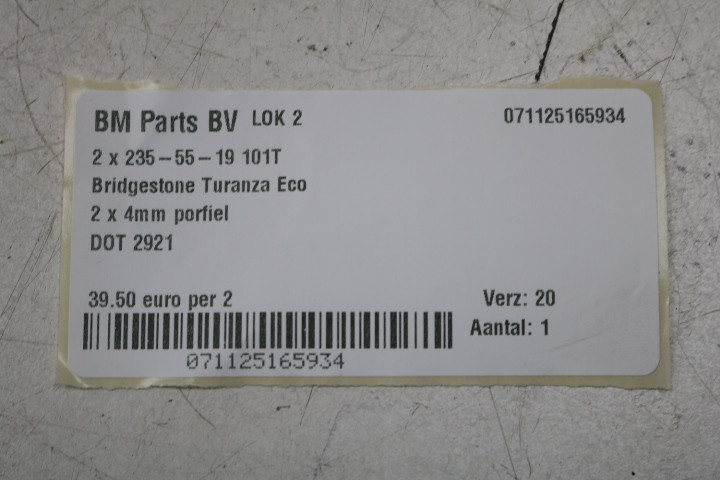 BM Parts BV LOK 2 071125165934
2 x 235-55-19 101T
Bridgestone Turanza Eco
2 x 4mm porfiel
DOT 2921
39.50 euro per 2 Verz: 20
Aantal: 1
071125165934